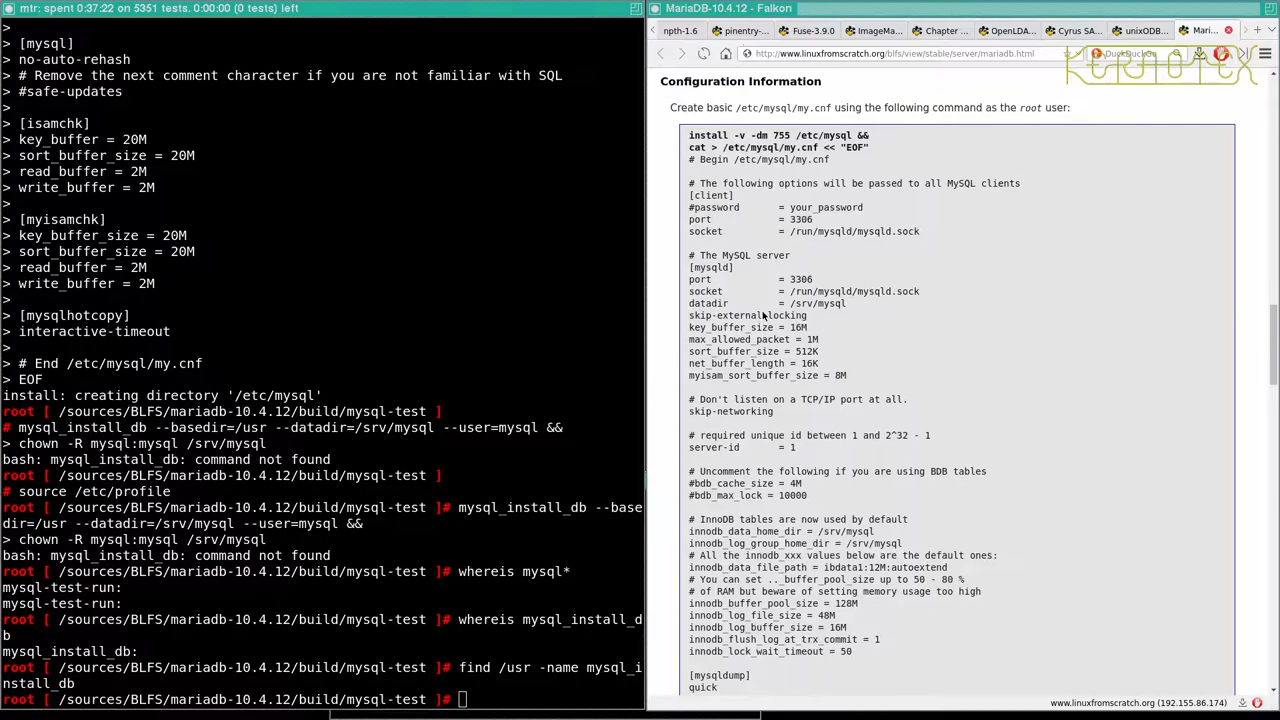 mtr: spent 0:37:22 on 5351 tests. 0:00:00 (0 tests) left
>
> [mysql]
> no-auto-rehash
> # Remove the next comment character if you are not familiar with SQL
> #safe-updates
>
> [isamchk]
> key_buffer = 20M
> sort_buffer_size = 20M
> read_buffer = 2M
> write_buffer = 2M
>
> [myisamchk]
> key_buffer_size = 20M
> sort_buffer_size = 20M
> read_buffer = 2M
> write_buffer = 2M
>
> [mysqlhotcopy]
> interactive-timeout
>
> # End /etc/mysql/my.cnf
> EOF
install: creating directory '/etc/mysql'
root [ /sources/BLFS/mariadb-10.4.12/build/mysql-test ]
# mysql_install_db --basedir=/usr --datadir=/srv/mysql --user=mysql &&
> chown -R mysql:mysql /srv/mysql
bash: mysql_install_db: command not found
root [ /sources/BLFS/mariadb-10.4.12/build/mysql-test ]
# source /etc/profile
root [ /sources/BLFS/mariadb-10.4.12/build/mysql-test ]# mysql_install_db --base
dir=/usr --datadir=/srv/mysql --user=mysql &&
> chown -R mysql:mysql /srv/mysql
bash: mysql_install_db: command not found
root [ /sources/BLFS/mariadb-10.4.12/build/mysql-test ]# whereis mysql*
mysql-test-run:
mysql-test-run:
root [ /sources/BLFS/mariadb-10.4.12/build/mysql-test ]# whereis mysql_install_d
b
mysql_install_db:
root [ /sources/BLFS/mariadb-10.4.12/build/mysql-test ]# find /usr -name mysql_i
nstall_db
root [ /sources/BLFS/mariadb-10.4.12/build/mysql-test ]#
MariaDB-10.4.12 - Falkon
npth-1.6
pinentry-...
Fuse-3.9.0
ImageMa...
Chapter ...
OpenLDA...
Cyrus SA...
unixODB...
Mari...
http://www.linuxfromscratch.org/blfs/view/stable/server/mariadb.html
DuckDuckGo
KERNOTEX
Configuration Information
Create basic /etc/mysql/my.cnf using the following command as the root user:
install -v -dm 755 /etc/mysql &&
cat > /etc/mysql/my.cnf << "EOF"
# Begin /etc/mysql/my.cnf
# The following options will be passed to all MySQL clients
[client]
#password = your_password
port = 3306
socket = /run/mysqld/mysqld.sock
# The MySQL server
[mysqld]
port = 3306
socket = /run/mysqld/mysqld.sock
datadir = /srv/mysql
skip-external-locking
key_buffer_size = 16M
max_allowed_packet = 1M
sort_buffer_size = 512K
net_buffer_length = 16K
myisam_sort_buffer_size = 8M
# Don't listen on a TCP/IP port at all.
skip-networking
# required unique id between 1 and 2^32 - 1
server-id = 1
# Uncomment the following if you are using BDB tables
#bdb_cache_size = 4M
#bdb_max_lock = 10000
# InnoDB tables are now used by default
innodb_data_home_dir = /srv/mysql
innodb_log_group_home_dir = /srv/mysql
# All the innodb_xxx values below are the default ones:
innodb_data_file_path = ibdata1:12M:autoextend
# You can set .._buffer_pool_size up to 50 - 80 %
# of RAM but beware of setting memory usage too high
innodb_buffer_pool_size = 128M
innodb_log_file_size = 48M
innodb_log_buffer_size = 16M
innodb_flush_log_at_trx_commit = 1
innodb_lock_wait_timeout = 50
[mysqldump]
quick
www.linuxfromscratch.org (192.155.86.174)